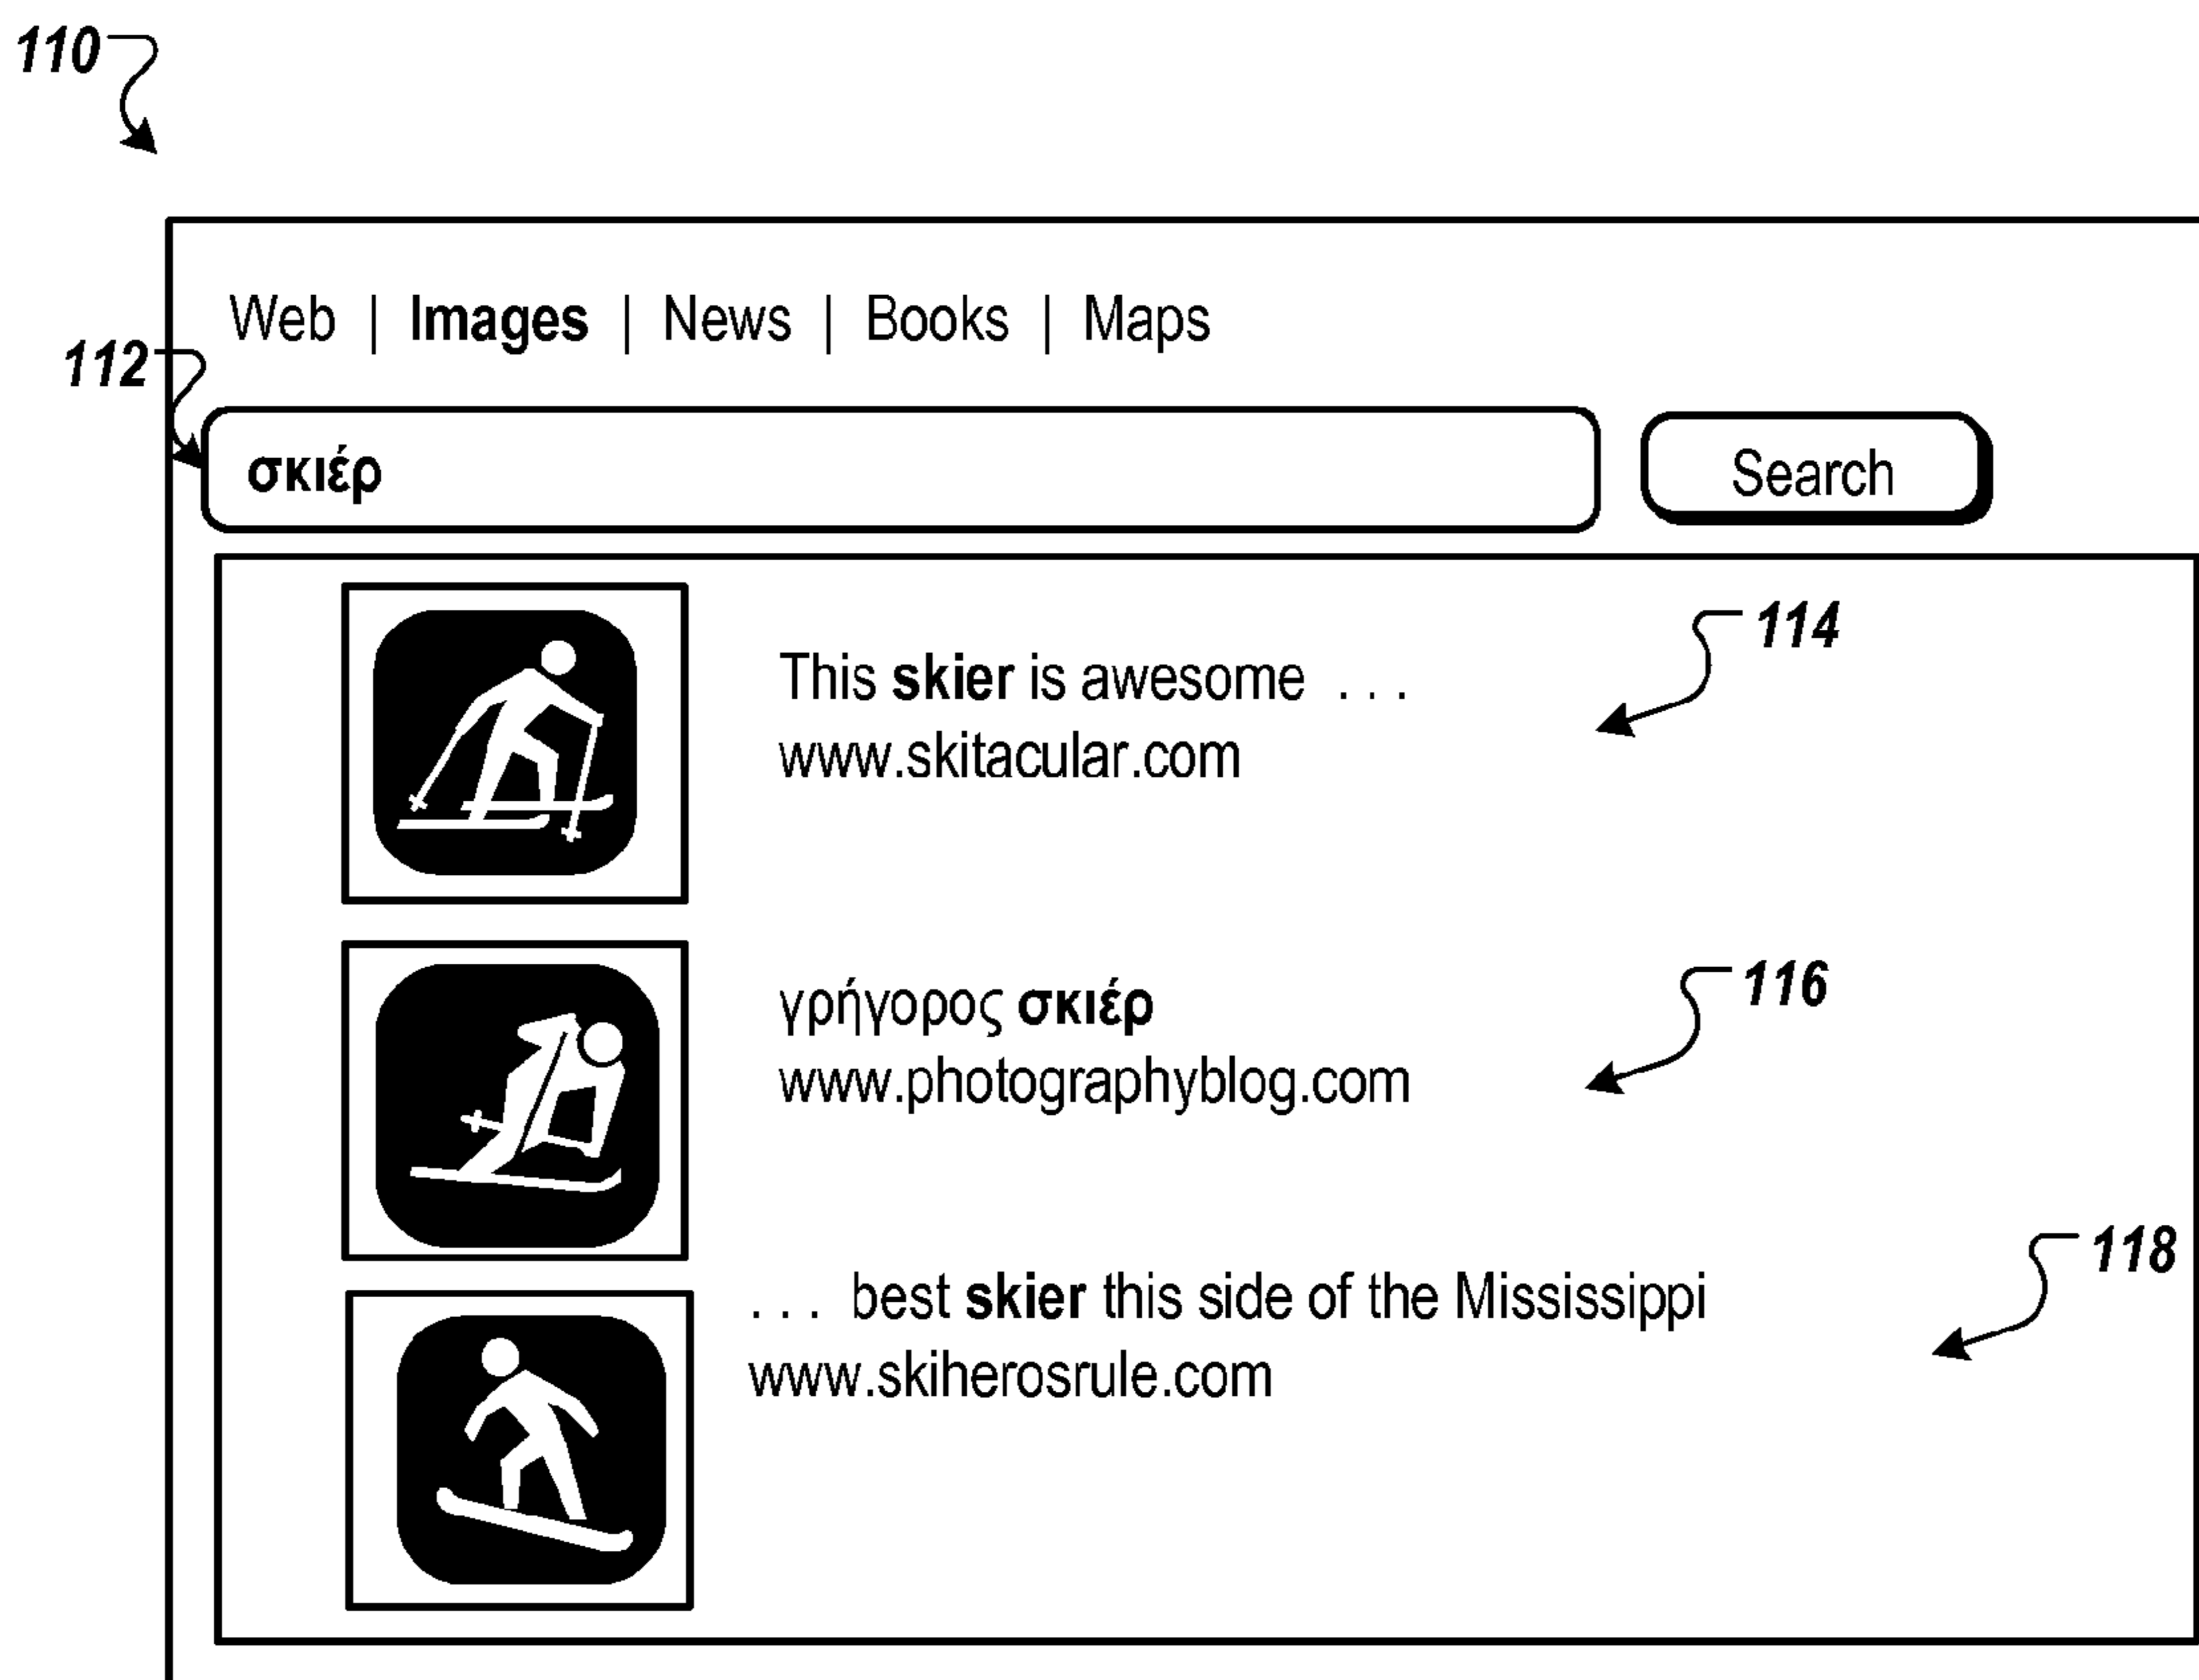 110
Web | Images | News | Books | Maps
112
σκιέρ
Search
114
This skier is awesome . . .
www.skitacular.com
116
γρήγορος σκιέρ
www.photographyblog.com
118
. . . best skier this side of the Mississippi
www.skiherosrule.com